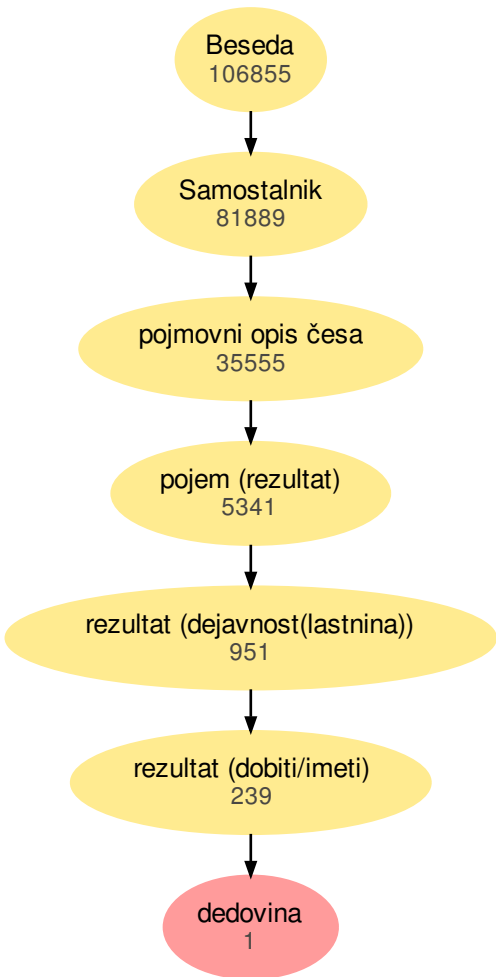 Beseda
106855
Samostalnik
81889
pojmovni opis česa
35555
pojem (rezultat)
5341
rezultat (dejavnost(lastnina))
951
rezultat (dobiti/imeti)
239
dedovina
1